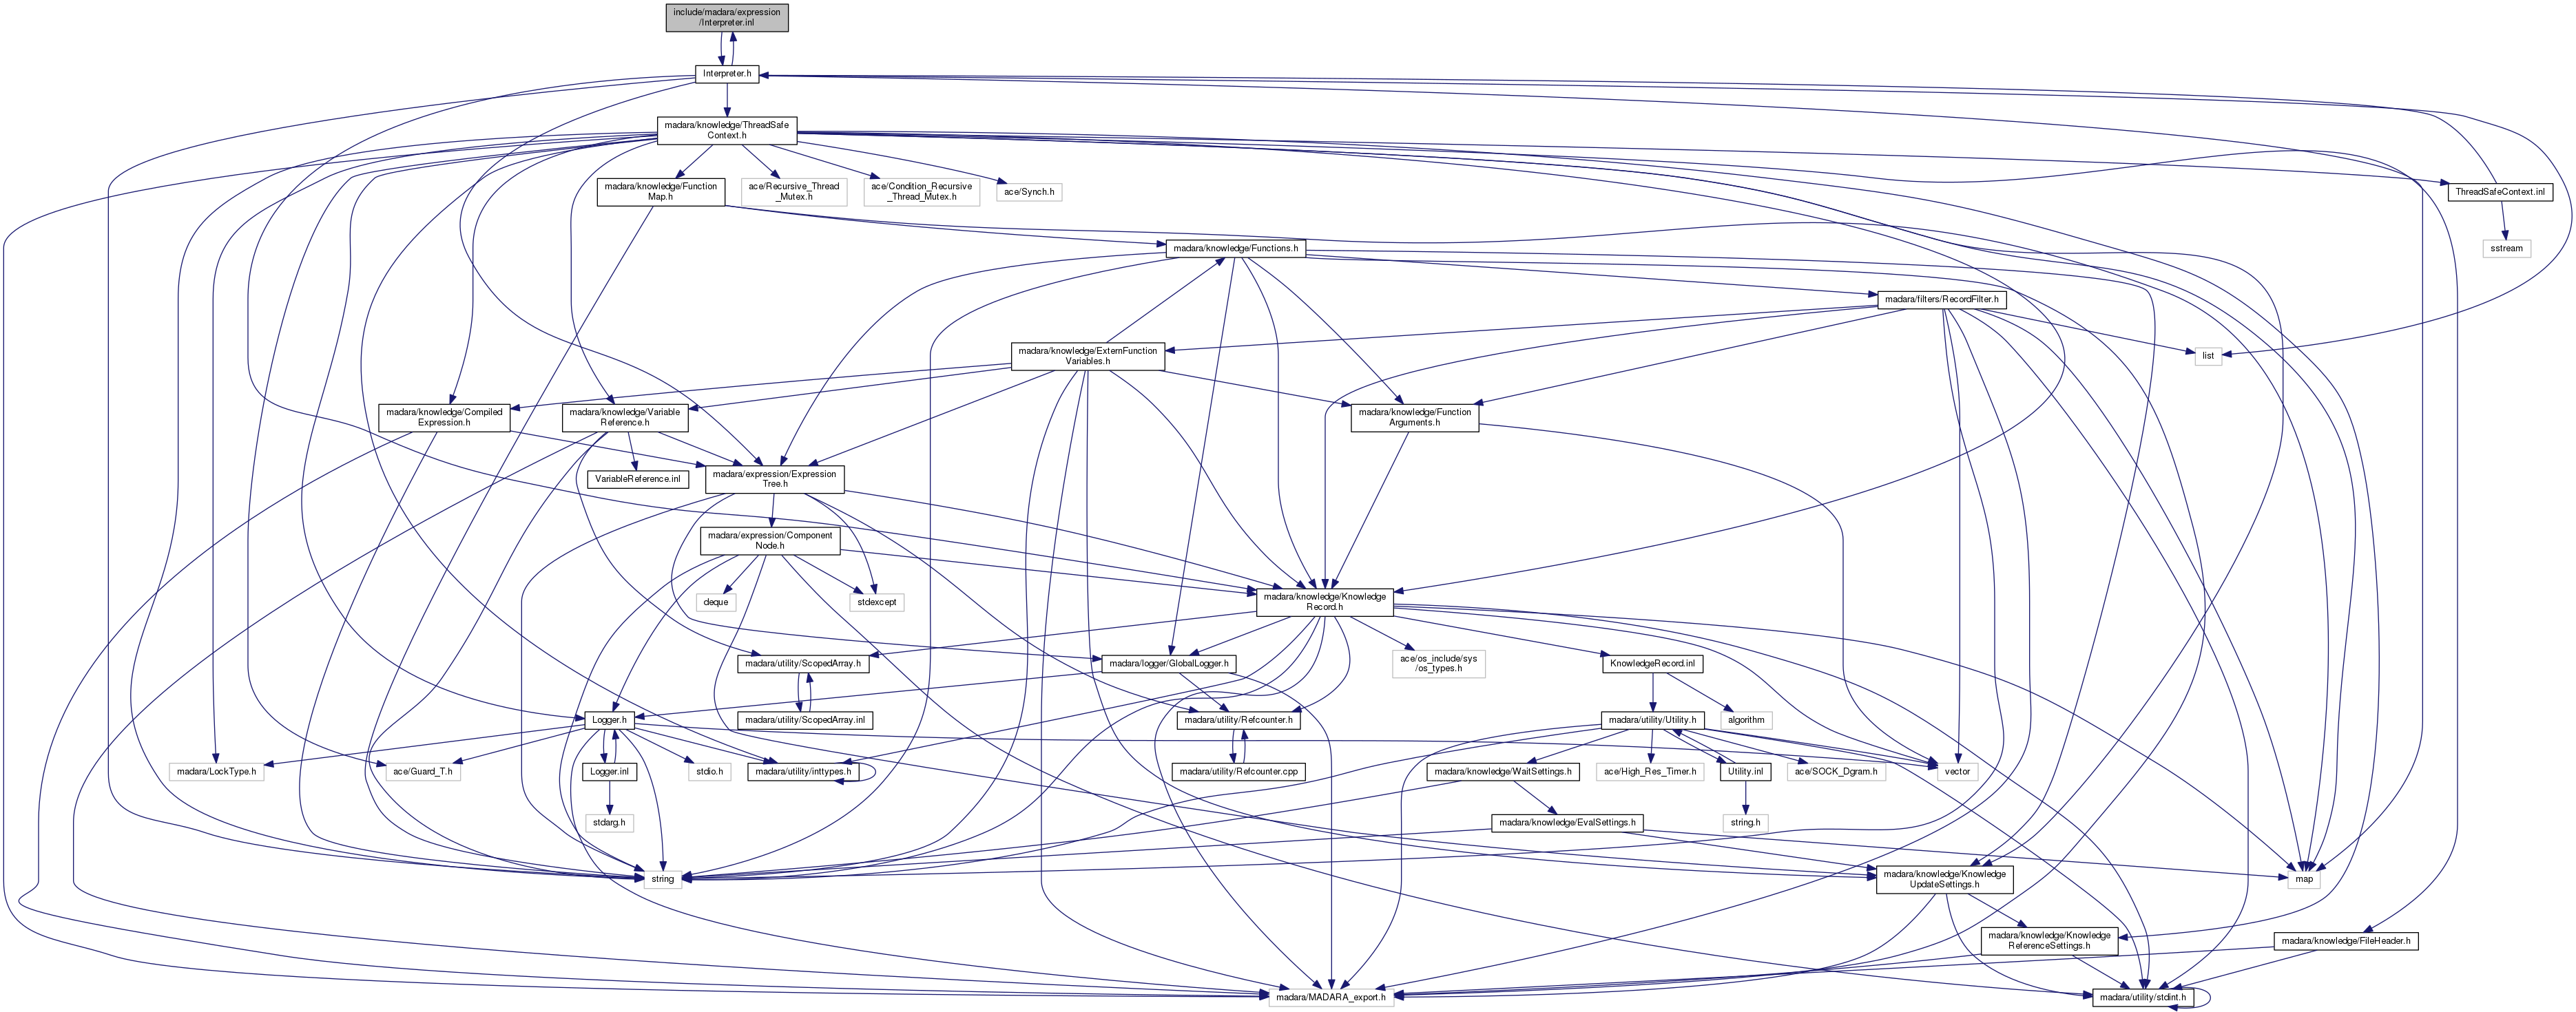 include/madara/expression
/Interpreter.inl
Interpreter.h
madara/knowledge/ThreadSafe
Context.h
madara/knowledge/Function
Map.h
ace/Recursive_Thread
_Mutex.h
ace/Condition_Recursive
_Thread_Mutex.h
ace/Synch.h
ThreadSafeContext.inl
madara/knowledge/Functions.h
sstream
madara/filters/RecordFilter.h
madara/knowledge/ExternFunction
Variables.h
list
madara/knowledge/Compiled
Expression.h
madara/knowledge/Variable
Reference.h
madara/knowledge/Function
Arguments.h
VariableReference.inl
madara/expression/Expression
Tree.h
madara/expression/Component
Node.h
deque
stdexcept
madara/knowledge/Knowledge
Record.h
madara/utility/ScopedArray.h
madara/logger/GlobalLogger.h
ace/os_include/sys
/os_types.h
KnowledgeRecord.inl
Logger.h
madara/utility/ScopedArray.inl
madara/utility/Refcounter.h
madara/utility/Utility.h
algorithm
madara/LockType.h
ace/Guard_T.h
Logger.inl
stdio.h
madara/utility/inttypes.h
madara/utility/Refcounter.cpp
madara/knowledge/WaitSettings.h
ace/High_Res_Timer.h
Utility.inl
ace/SOCK_Dgram.h
vector
stdarg.h
madara/knowledge/EvalSettings.h
string.h
string
madara/knowledge/Knowledge
UpdateSettings.h
map
madara/knowledge/Knowledge
ReferenceSettings.h
madara/knowledge/FileHeader.h
madara/MADARA_export.h
madara/utility/stdint.h